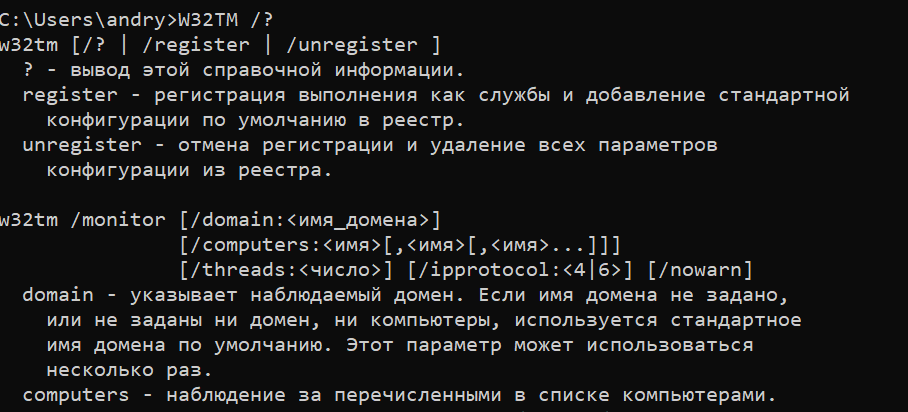 C:\Users\andry>W32TM /?
w32tm [/? | /register | /unregister ]
? - вывод этой справочной информации.
register - регистрация выполнения как службы и добавление стандартной
конфигурации по умолчанию в реестр.
unregister - отмена регистрации и удаление всех параметров
конфигурации из реестра.
w32tm /monitor [/domain:<имя_домена>]
[/computers:<имя>[,<имя>[,<имя>...]]]
[/threads:<число>] [/ipprotocol:<4|6>] [/nowarn]
domain - указывает наблюдаемый домен. Если имя домена не задано,
или не заданы ни домен, ни компьютеры, используется стандартное
имя домена по умолчанию. Этот параметр может использоваться
несколько раз.
computers - наблюдение за перечисленными в списке компьютерами.